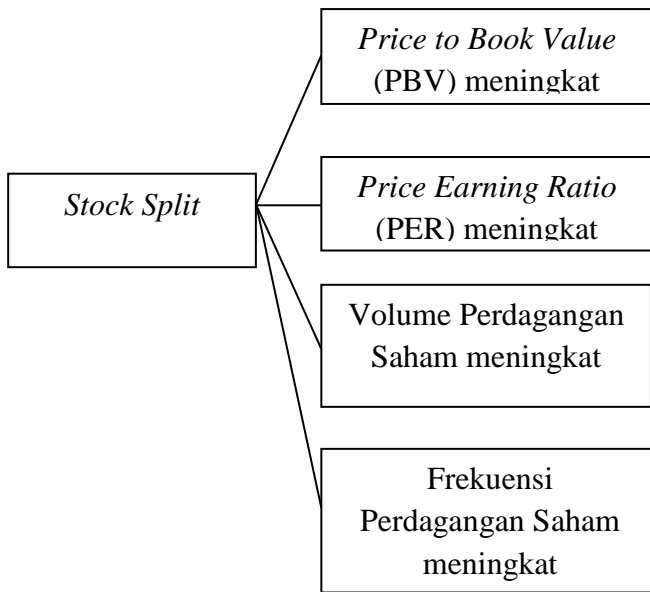 Price to Book Value
(PBV) meningkat
Stock Split
Price Earning Ratio
(PER) meningkat
Volume Perdagangan
Saham meningkat
Frekuensi
Perdagangan Saham
meningkat